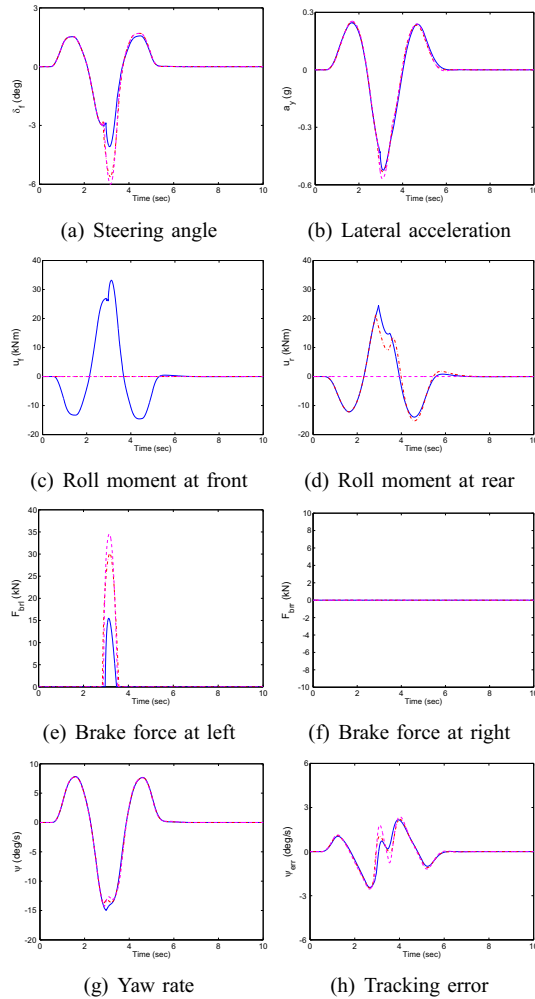 3
0
-3
-6
δf (deg)
0 2 4 6 8 10
Time (sec)
(a) Steering angle
0.3
0
-0.3
-0.6
ay (g)
0 2 4 6 8 10
Time (sec)
(b) Lateral acceleration
40
30
20
10
0
-10
-20
uf (kNm)
0 2 4 6 8 10
Time (sec)
(c) Roll moment at front
40
30
20
10
0
-10
-20
ur (kNm)
0 2 4 6 8 10
Time (sec)
(d) Roll moment at rear
40
35
30
25
20
15
10
5
0
Fbrl (kN)
0 2 4 6 8 10
Time (sec)
(e) Brake force at left
10
8
6
4
2
0
-2
-4
-6
-8
-10
Fbrr (kN)
0 2 4 6 8 10
Time (sec)
(f) Brake force at right
10
5
0
-5
-10
-15
-20
ψ (deg/s)
0 2 4 6 8 10
Time (sec)
(g) Yaw rate
6
3
0
-3
-6
ψerr (deg/s)
0 2 4 6 8 10
Time (sec)
(h) Tracking error